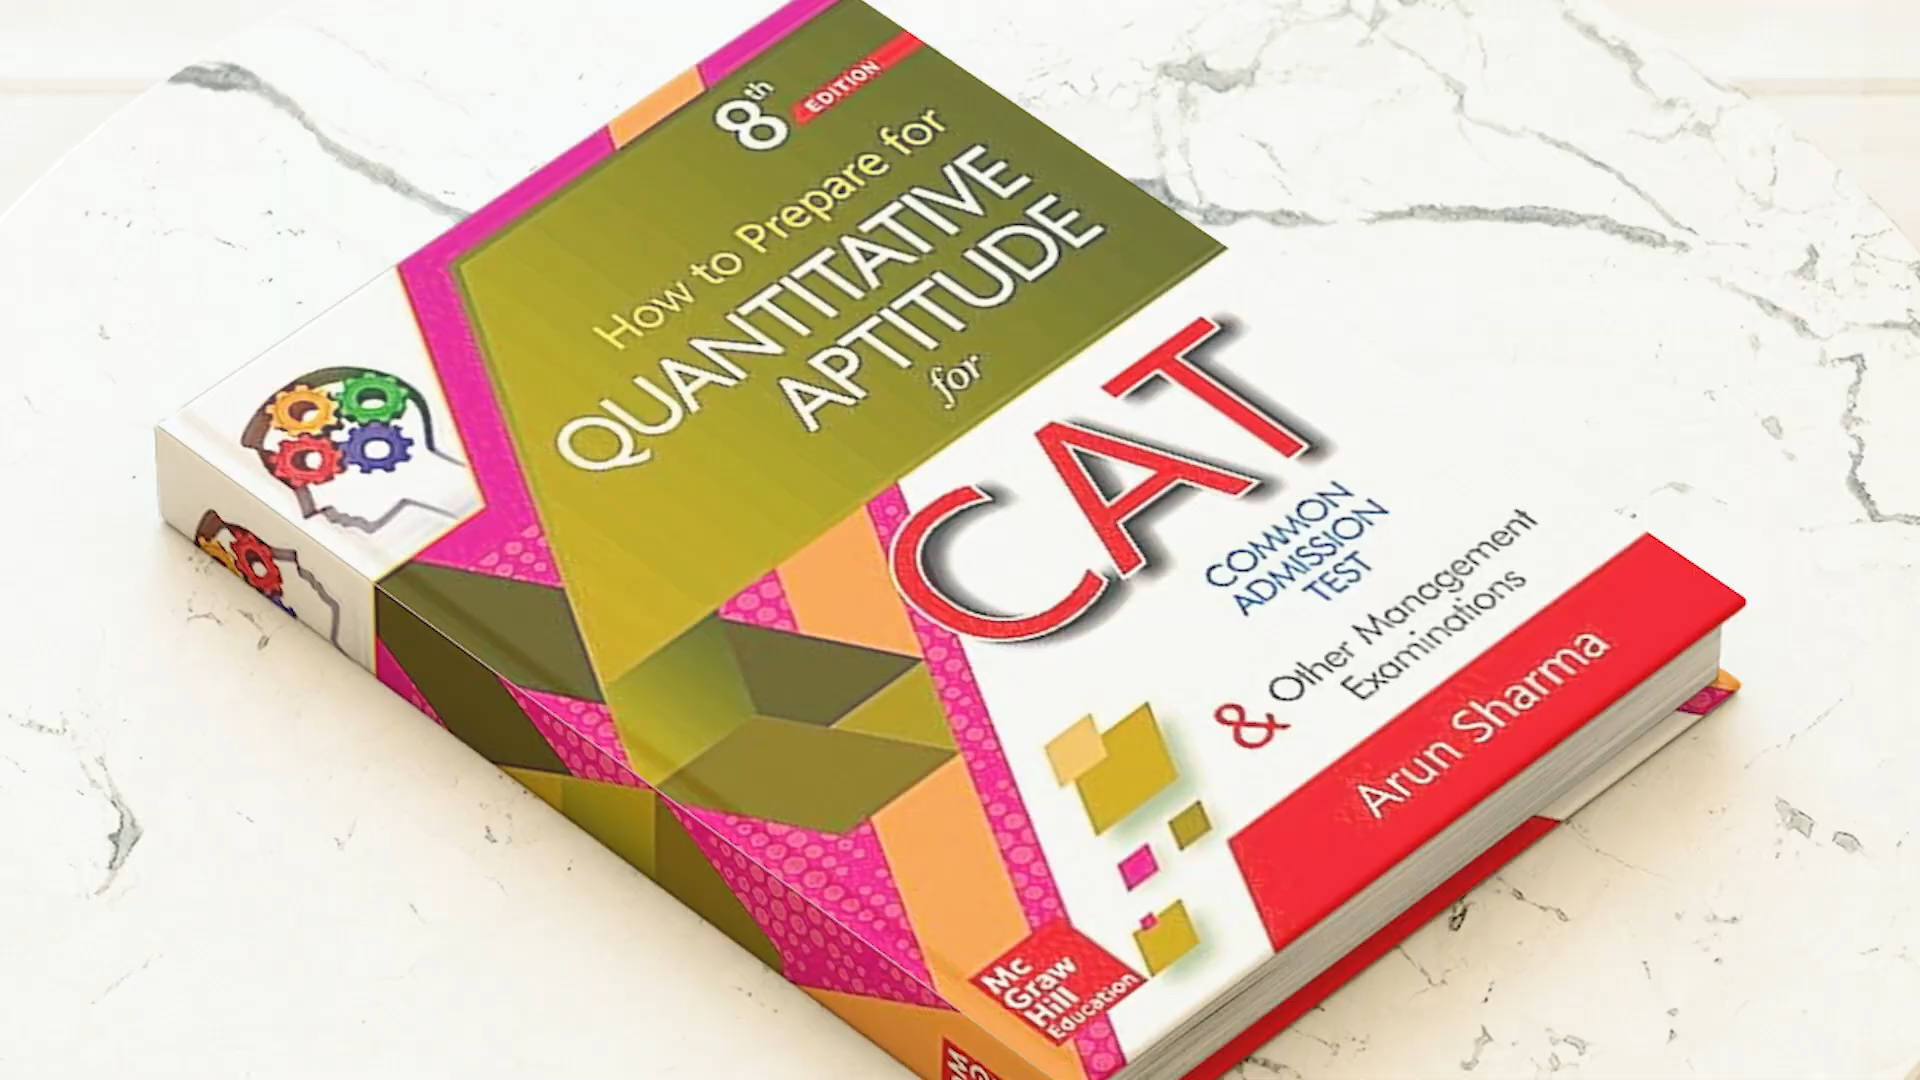 8th EDITION
How to Prepare for
QUANTITATIVE
APTITUDE
for
CAT
COMMON
ADMISSION
TEST
& Other Management
Examinations
Arun Sharma
Mc
Graw
Hill
Education